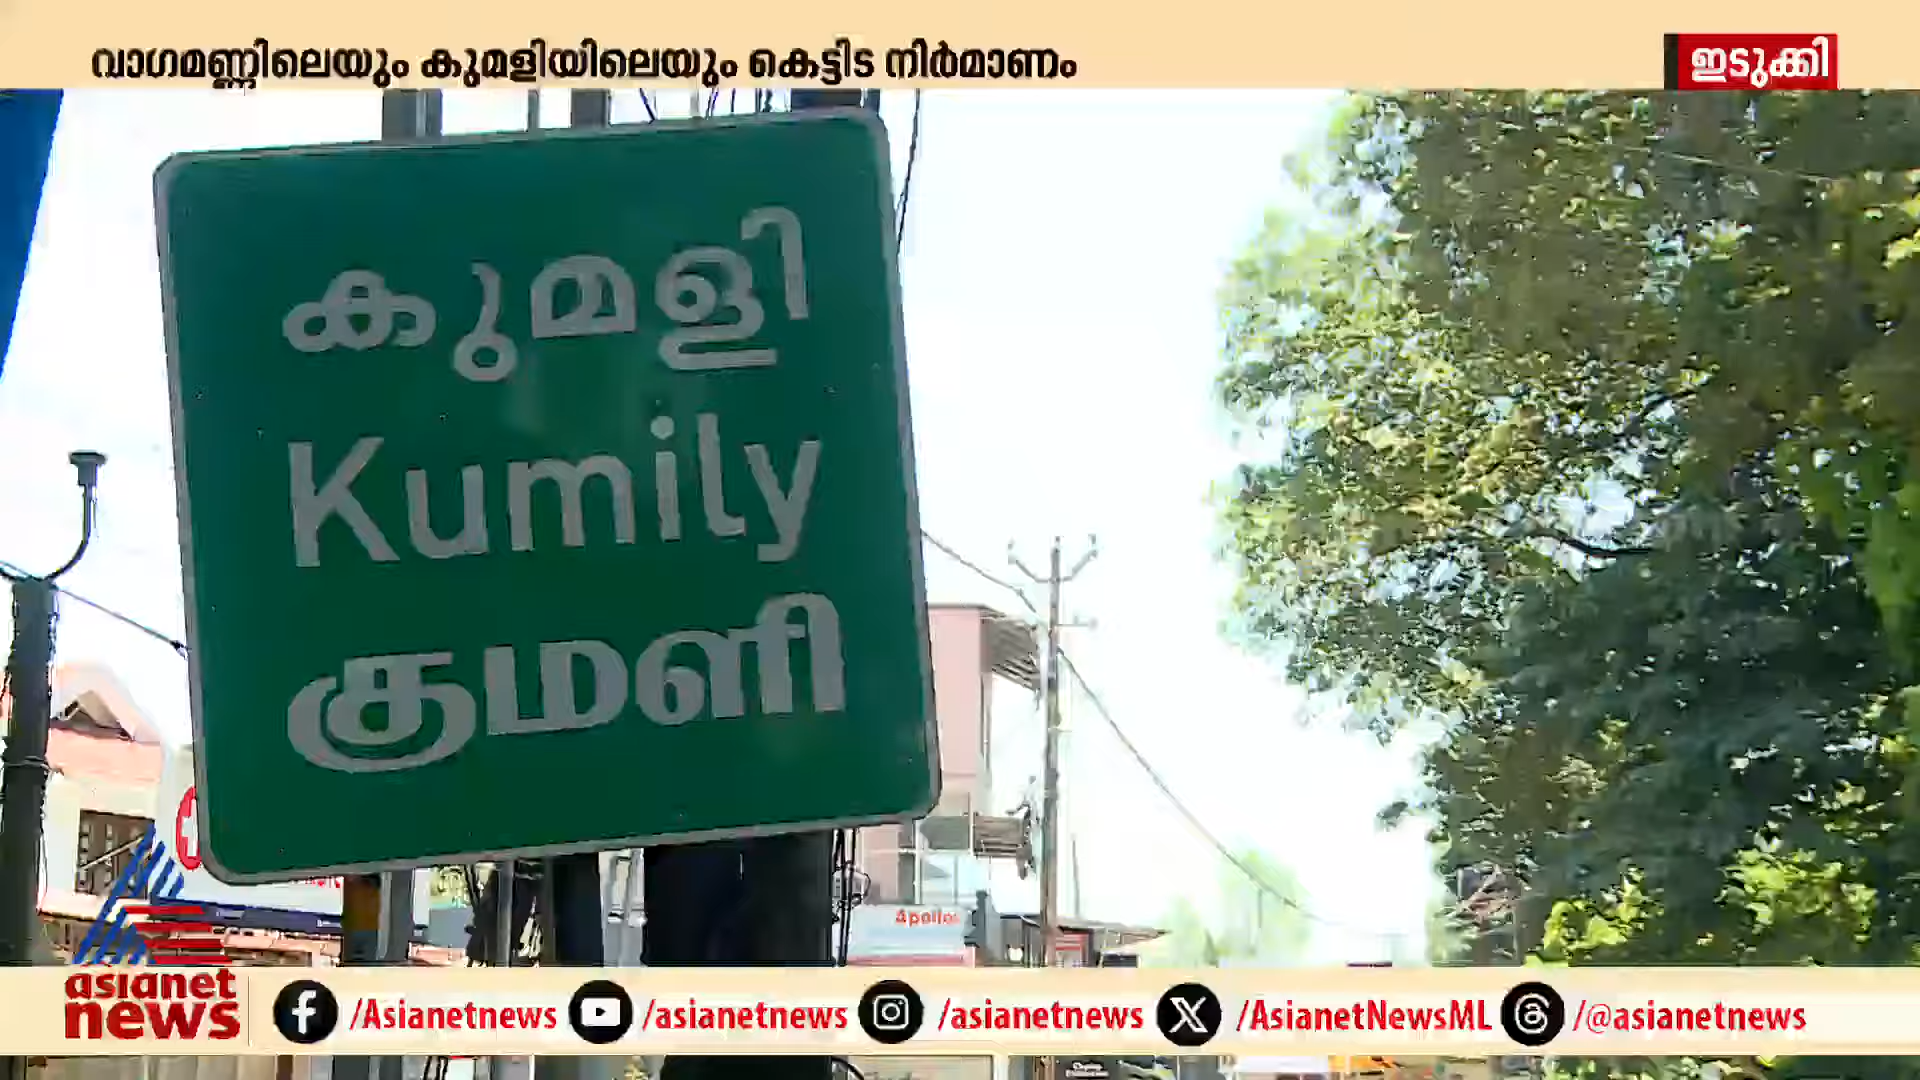 വാഗമണ്ണിലെയും കുമളിയിലെയും കെട്ടിട നിർമാണം
ഇടുക്കി
കുമളി
Kumily
குமளி
Apollo
asianet
news
/Asianetnews
/asianetnews
/asianetnews
/AsianetNewsML
/@asianetnews